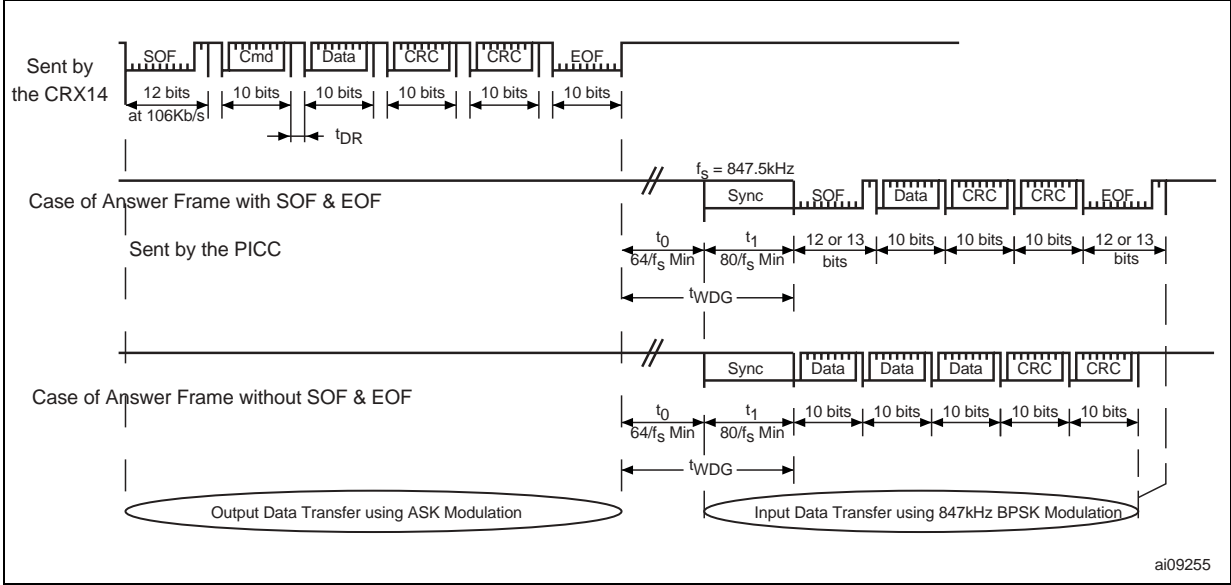 SOF Cmd Data CRC CRC EOF
Sent by
the CRX14
12 bits 10 bits 10 bits 10 bits 10 bits 10 bits
at 106Kb/s
tDR
fS = 847.5kHz
Sync SOF Data CRC CRC EOF
Case of Answer Frame with SOF & EOF
Sent by the PICC
t0 t1 12 or 13 10 bits 10 bits 10 bits 12 or 13
64/fS Min 80/fS Min bits bits
tWDG
Sync Data Data Data CRC CRC
Case of Answer Frame without SOF & EOF
t0 t1 10 bits 10 bits 10 bits 10 bits 10 bits
64/fS Min 80/fS Min
tWDG
Output Data Transfer using ASK Modulation Input Data Transfer using 847kHz BPSK Modulation
ai09255